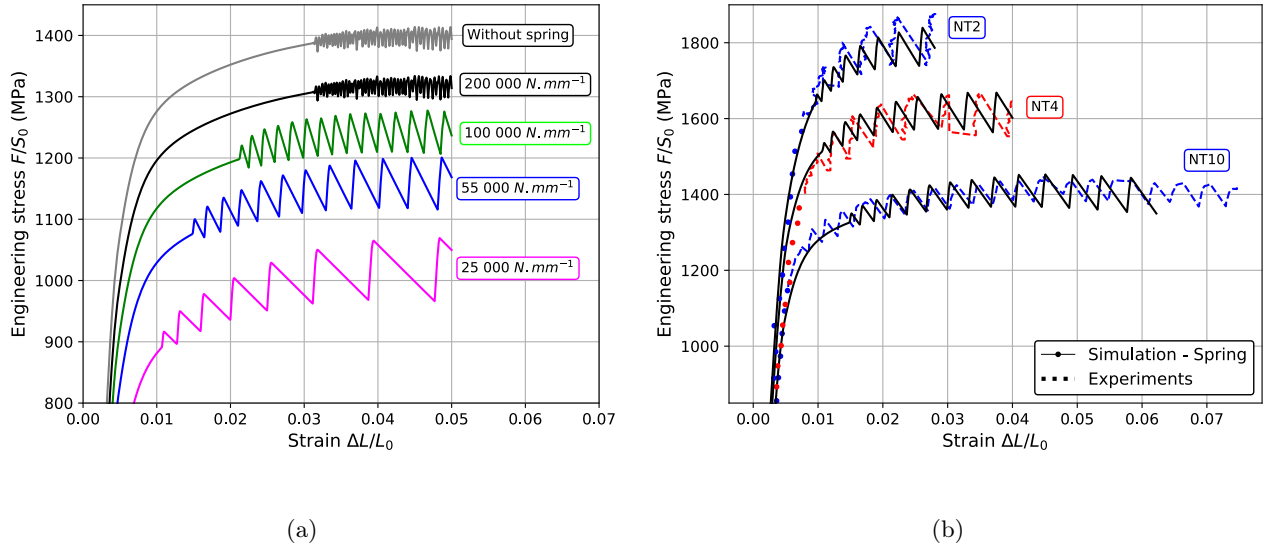 Engineering stress F/S₀ (MPa)
1400
1300
1200
1100
1000
900
800
Without spring
200 000 N.mm⁻¹
100 000 N.mm⁻¹
55 000 N.mm⁻¹
25 000 N.mm⁻¹
0.00 0.01 0.02 0.03 0.04 0.05 0.06 0.07
Strain ΔL/L₀
(a)
Engineering stress F/S₀ (MPa)
1800
1600
1400
1200
1000
NT2
NT4
NT10
Simulation - Spring
Experiments
0.00 0.01 0.02 0.03 0.04 0.05 0.06 0.07
Strain ΔL/L₀
(b)